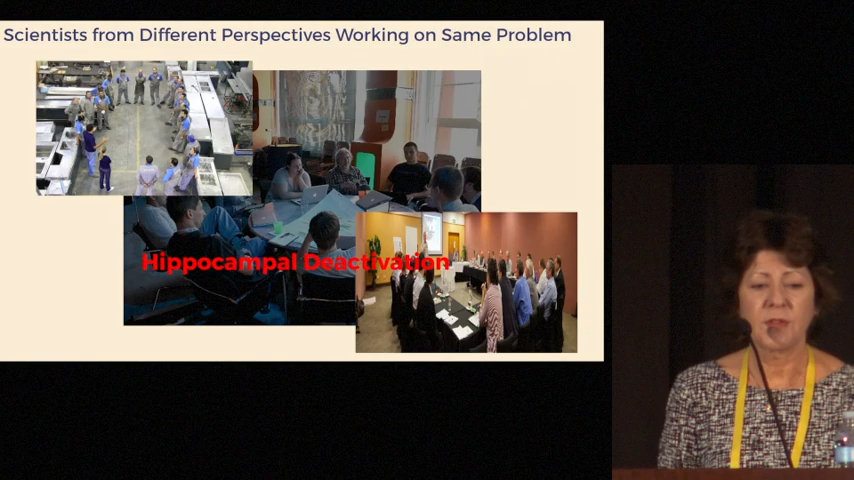 Scientists from Different Perspectives Working on Same Problem
Hippocampal Deactivation